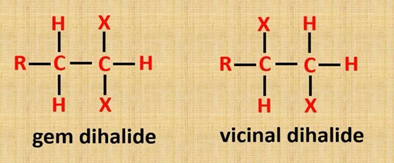 H X
R—C—C—H
H X
gem dihalide
X H
R—C—C—H
H X
vicinal dihalide